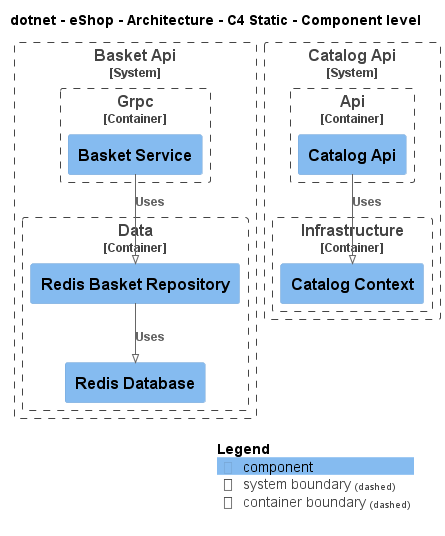 dotnet - eShop - Architecture - C4 Static - Component level
Basket Api
[System]
Grpc
[Container]
Basket Service
Uses
Data
[Container]
Redis Basket Repository
Uses
Redis Database
Catalog Api
[System]
Api
[Container]
Catalog Api
Uses
Infrastructure
[Container]
Catalog Context
Legend
component
system boundary (dashed)
container boundary (dashed)